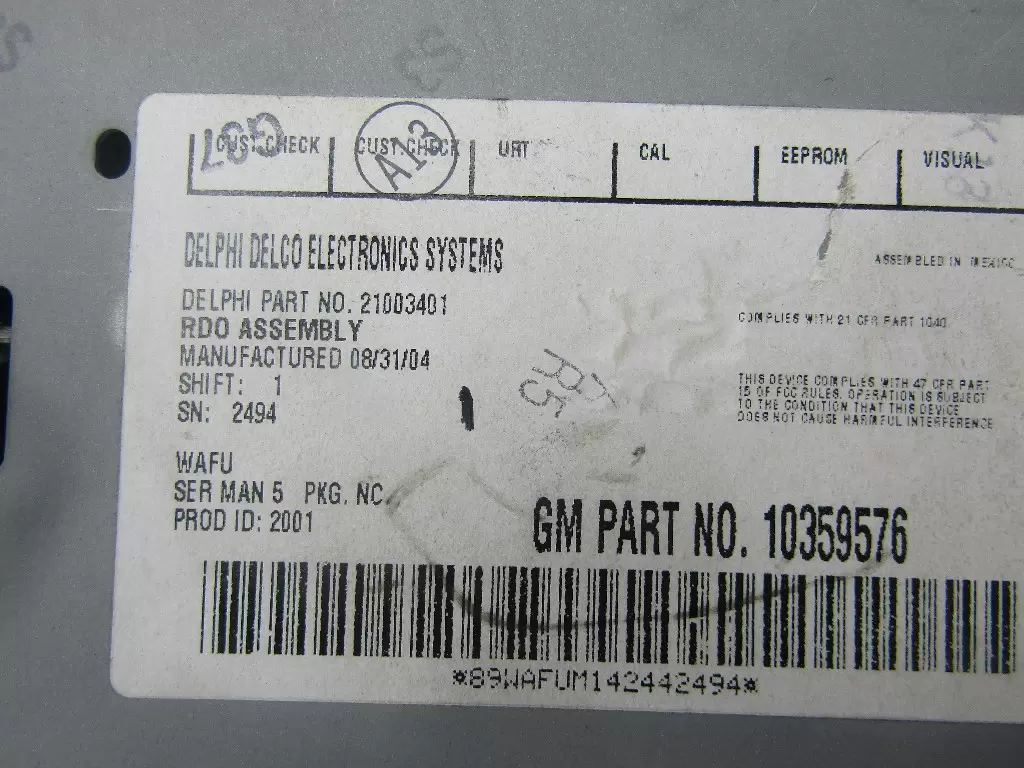 CUST CHECK CUST CHECK URT CAL EEPROM VISUAL
G37
A13
DELPHI DELCO ELECTRONICS SYSTEMS
ASSEMBLED IN MEXICO
DELPHI PART NO. 21003401
RDO ASSEMBLY
MANUFACTURED 08/31/04
SHIFT: 1
SN: 2494
COMPLIES WITH 21 CFR PART 1040
THIS DEVICE COMPLIES WITH 47 CFR PART
15 OF FCC RULES. OPERATION IS SUBJECT
TO THE CONDITION THAT THIS DEVICE
DOES NOT CAUSE HARMFUL INTERFERENCE
WAFU
SER MAN 5 PKG. NC
PROD ID: 2001
GM PART NO. 10359576
*89WAFUM142442494*